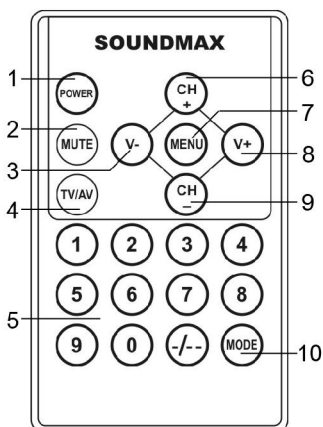 SOUNDMAX
1
6
POWER
CH
+
7
2
MUTE
V-
MENU
V+
3
8
TV/AV
CH
–
4
9
1 2 3 4
5 6 7 8
5
9 0 -/-- MODE
10